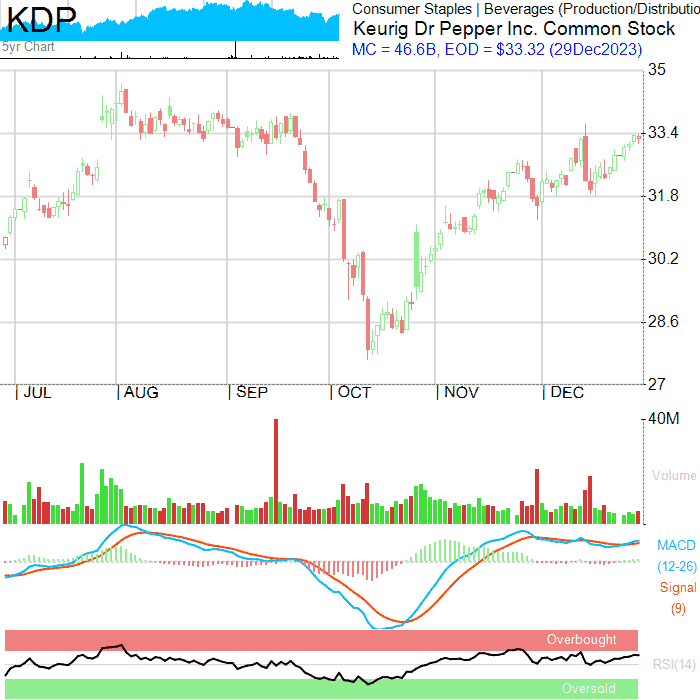 KDP
5yr Chart
Consumer Staples | Beverages (Production/Distributio
Keurig Dr Pepper Inc. Common Stock
MC = 46.6B, EOD = $33.32 (29Dec2023)
35
33.4
31.8
30.2
28.6
27
JUL AUG SEP OCT NOV DEC
40M
Volume
MACD
(12-26)
Signal
(9)
Overbought
RSI(14)
Oversold